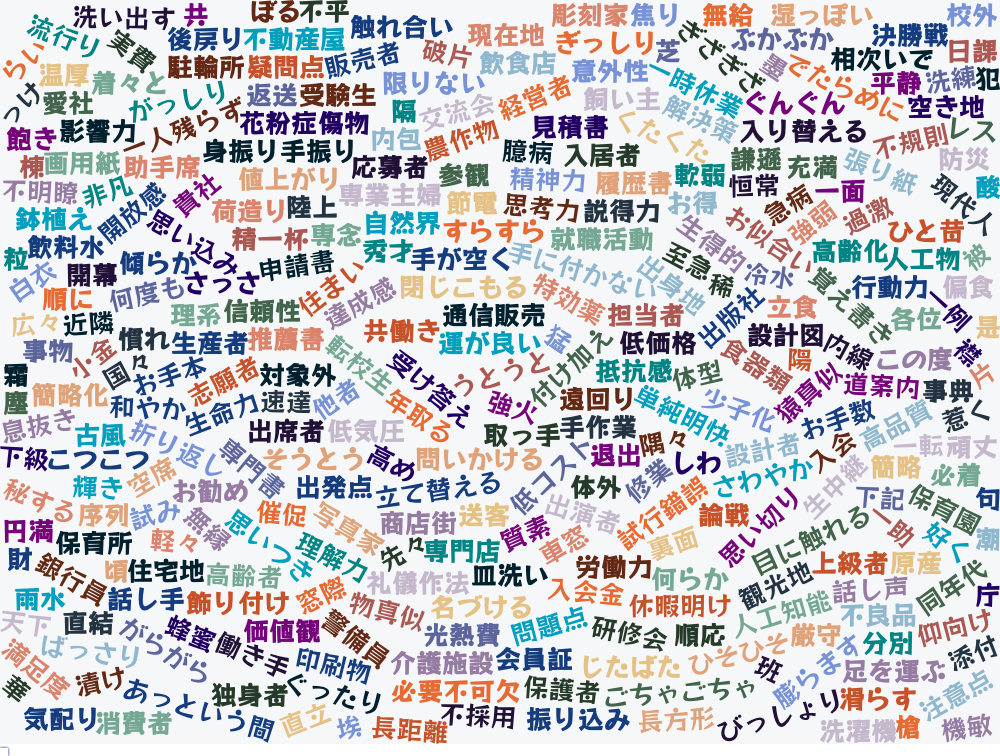 洗い出す 共 ぼる 不平 触れ合い 彫刻家 焦り 無給 湿っぽい 校外
流行り 実費 後戻り 不動産屋 現在地 ぎっしり 芝 ぎざぎざ ぶかぶか 決勝戦
らい 温厚 着々と 駐輪所 疑問点 販売者 破片 飲食店 意外性 墨 相次いで 日課
つけ 愛社 がっしり 返送 受験生 限りない 経営者 飼い主 一時休業 でたらめに 平静 洗練 犯
飽き 影響力 一人残らず 花粉症 傷物 隔 交流会 見積書 くたくた 解決策 ぐんぐん 空き地
棟 画用紙 助手席 身振り手振り 内包 農作物 臆病 入居者 入り替える 不規則 レス
不明瞭 非凡 貴社 値上がり 応募者 参観 精神力 履歴書 軟弱 謙遜 充満 張り紙 防災
鉢植え 開放感 荷造り 陸上 専業主婦 節電 思考力 説得力 お得 恒常 急病 一面 現代人 酸
粒 飲料水 思い込み 精一杯 専念 自然界 すらすら 就職活動 生得的 お似合い 強弱 過激 ひと昔
白衣 開幕 傾らか さっさ 申請書 秀才 手が空く 手に付かない 出身地 至急 稀 冷水 高齢化 人工物 彼
順に 何度も 住まい 達成感 閉じこもる 特効薬 出版社 覚え書き 行動力 偏食
広々 近隣 慣れ 理系 信頼性 共働き 通信販売 担当者 立食 各位 一例 是
事物 小金 国々 生産者 推薦書 転校生 運が良い 猛 付け加え 低価格 設計図 内線 この度 襟
霜 お手本 志願者 対象外 受け答え うとうと 抵抗感 体型 食器類 陽 道案内 事典 片
塵 簡略化 和やか 生命力 速達 他者 年取る 強火 遠回り 単純明快 少子化 猿真似 お手数 惹く
息抜き 古風 折り返し 出席者 低気圧 取っ手 手作業 隅々 設計者 入会 高品質 一転 頑丈
下級 こつこつ 空席 専門書 そうとう 高め 問いかける 低コスト 退出 修業 しわ さわやか 簡略 必着
秘する 輝き お勧め 出発点 立て替える 体外 試行錯誤 思い切り 生中継 下記 保育園 句
円満 序列 試み 無縁 催促 写真家 商店街 送客 質素 出演者 論戦 目に触れる 一助 好く 潮
財 保育所 軽々 思いつき 理解力 先々 専門店 車窓 裏面 上級者 原産
銀行員 頃 住宅地 高齢者 礼儀作法 皿洗い 労働力 何らか 観光地 話し声 同年代 庁
雨水 話し手 飾り付け 窓際 物真似 名づける 入会金 休暇明け 人工知能 不良品
天下 直結 がらがら 蜂蜜 働き手 価値観 警備員 光熱費 問題点 研修会 順応 厳守 分別 仰向け
満足度 ばっさり 印刷物 介護施設 会員証 じたばた ひそひそ 班 膨らます 足を運ぶ 添付
華 漬け あっという間 独身者 ぐったり 必要不可欠 保護者 ごちゃごちゃ 滑らす 注意点
気配り 消費者 直立 埃 長距離 不採用 振り込み 長方形 びっしょり 洗濯機 槍 機敏